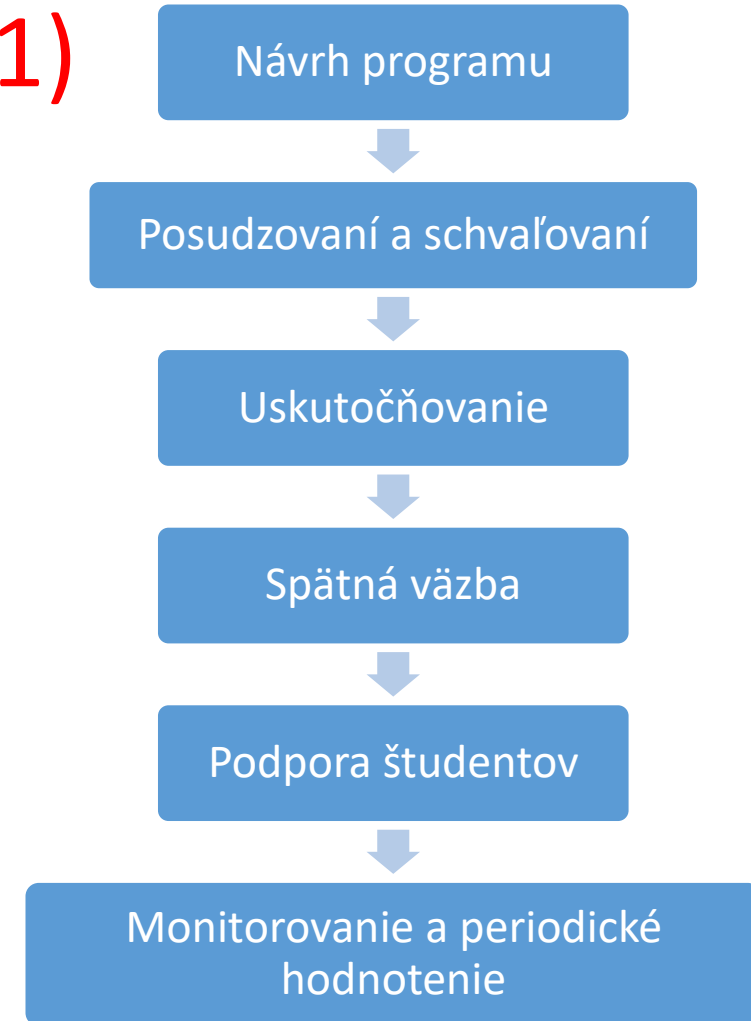 1)
Návrh programu
Posudzovaní a schvaľovaní
Uskutočňovanie
Spätná väzba
Podpora študentov
Monitorovanie a periodické
hodnotenie